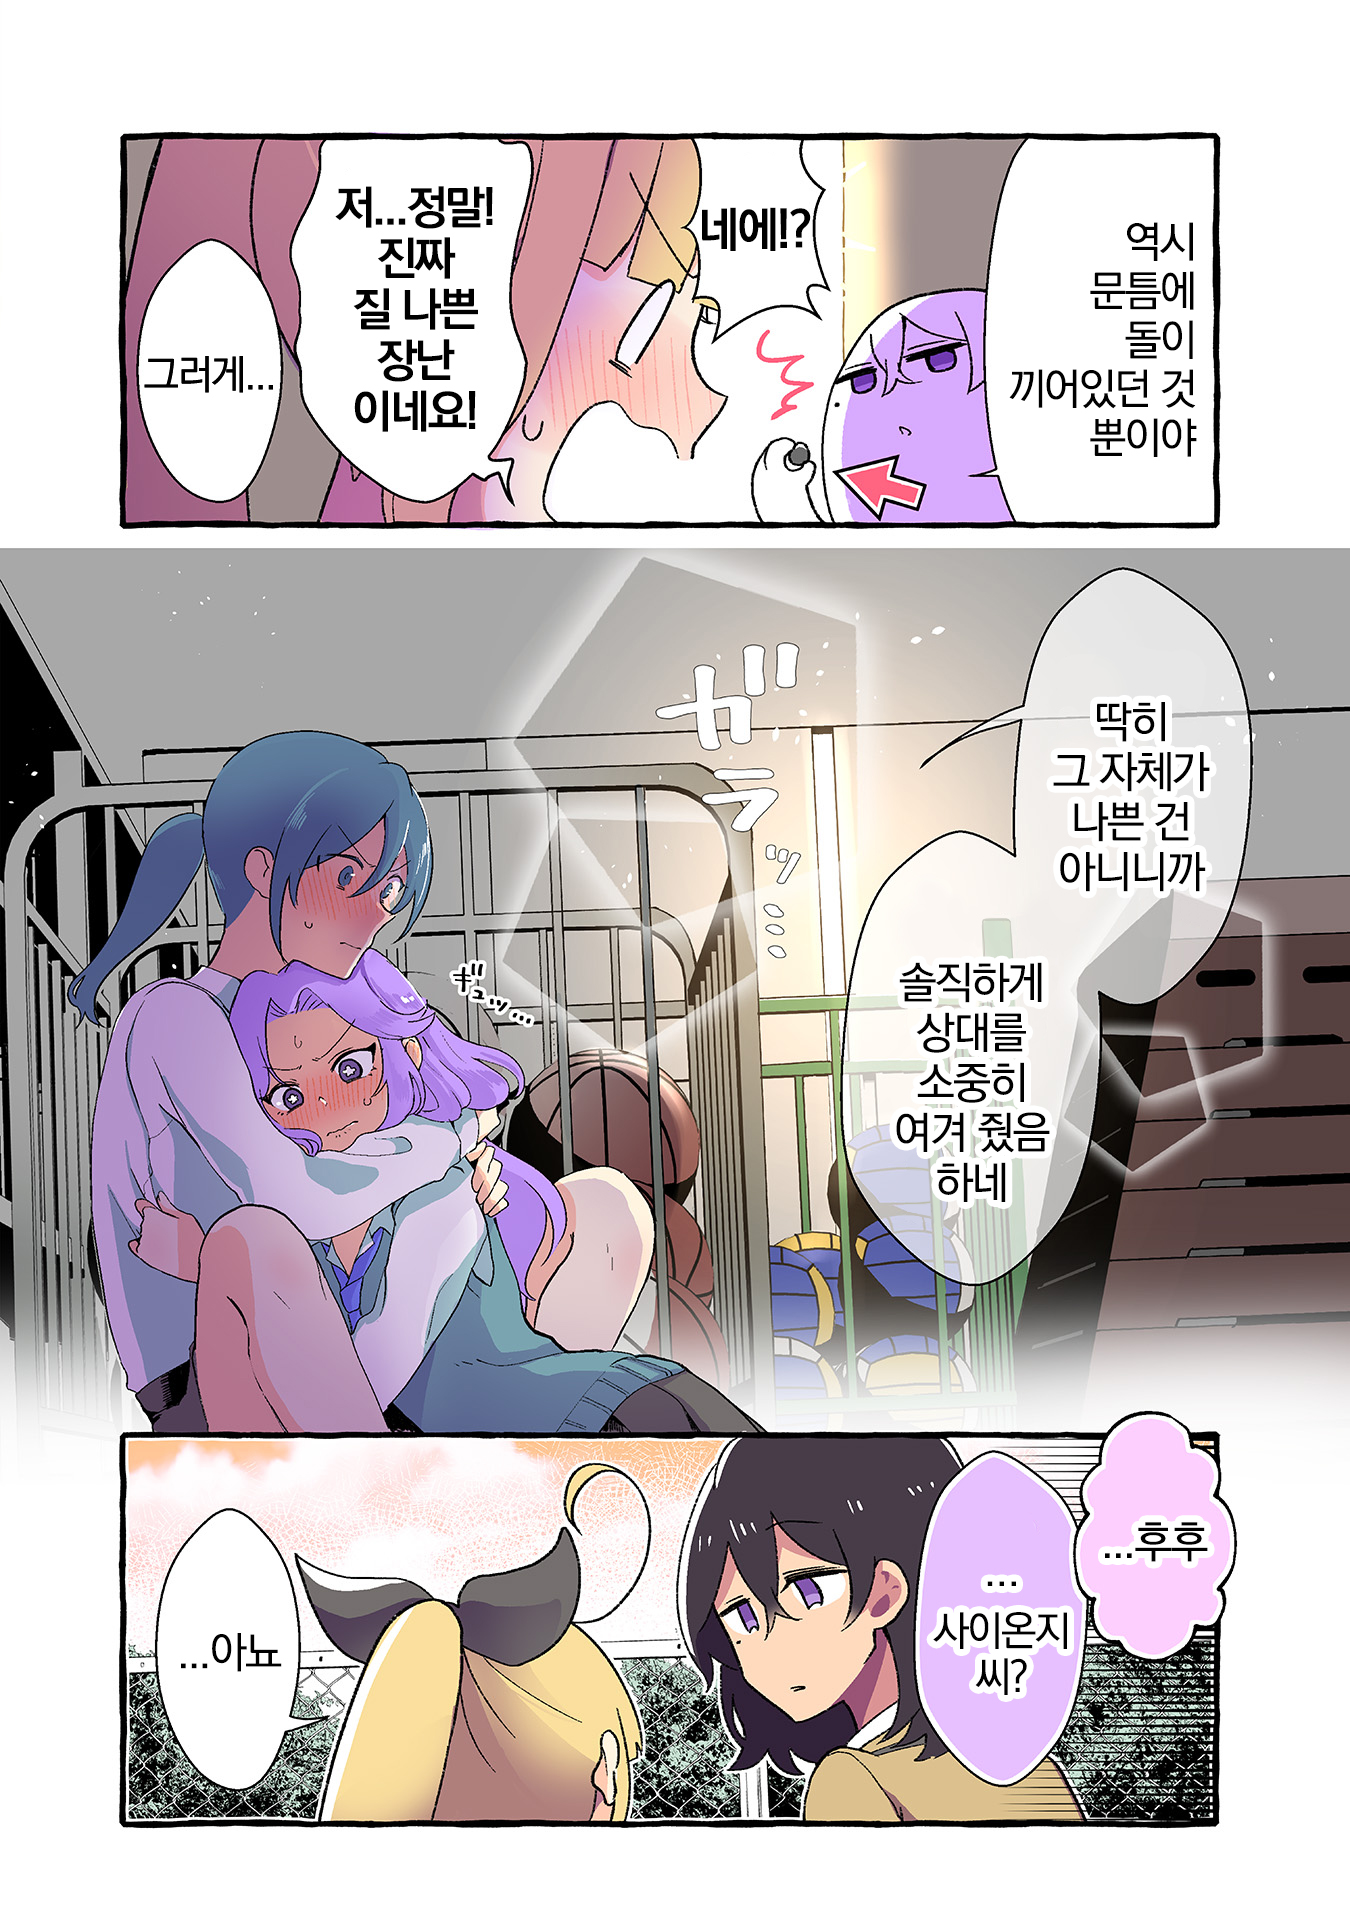 역시
문틈에
돌이
끼어있던 것
뿐이야
네에!?
저...정말!
진짜
질 나쁜
장난
이네요!
그러게...
딱히
그 자체가
나쁜 건
아니니까
솔직하게
상대를
소중히
여겨 줬음
하네
ガラッ…
ギュッ…
...후후
...
사이온지
씨?
...아뇨